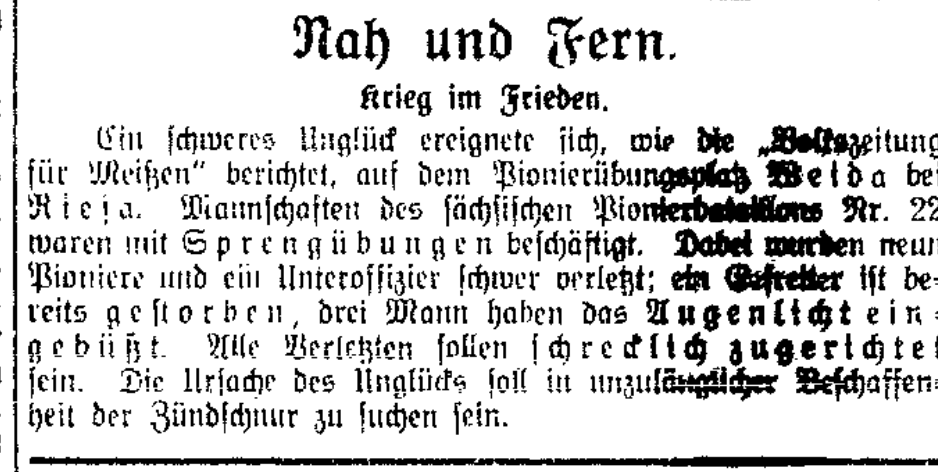 Nah und Fern.
Krieg im Frieden.
Ein schweres Unglück ereignete sich, wie die „Volkszeitung
für Meißen“ berichtet, auf dem Pionierübungsplatz Weida bei
Riesa. Mannschaften des sächsischen Pionierbataillons Nr. 22
waren mit Sprengübungen beschäftigt. Dabei wurden neun
Pioniere und ein Unteroffizier schwer verletzt; ein Gefreiter ist be-
reits gestorben, drei Mann haben das Augenlicht ein-
gebüßt. Alle Verletzten sollen schrecklich zugerichtet
sein. Die Ursache des Unglücks soll in unzulänglicher Beschaffen-
heit der Zündschnur zu suchen sein.